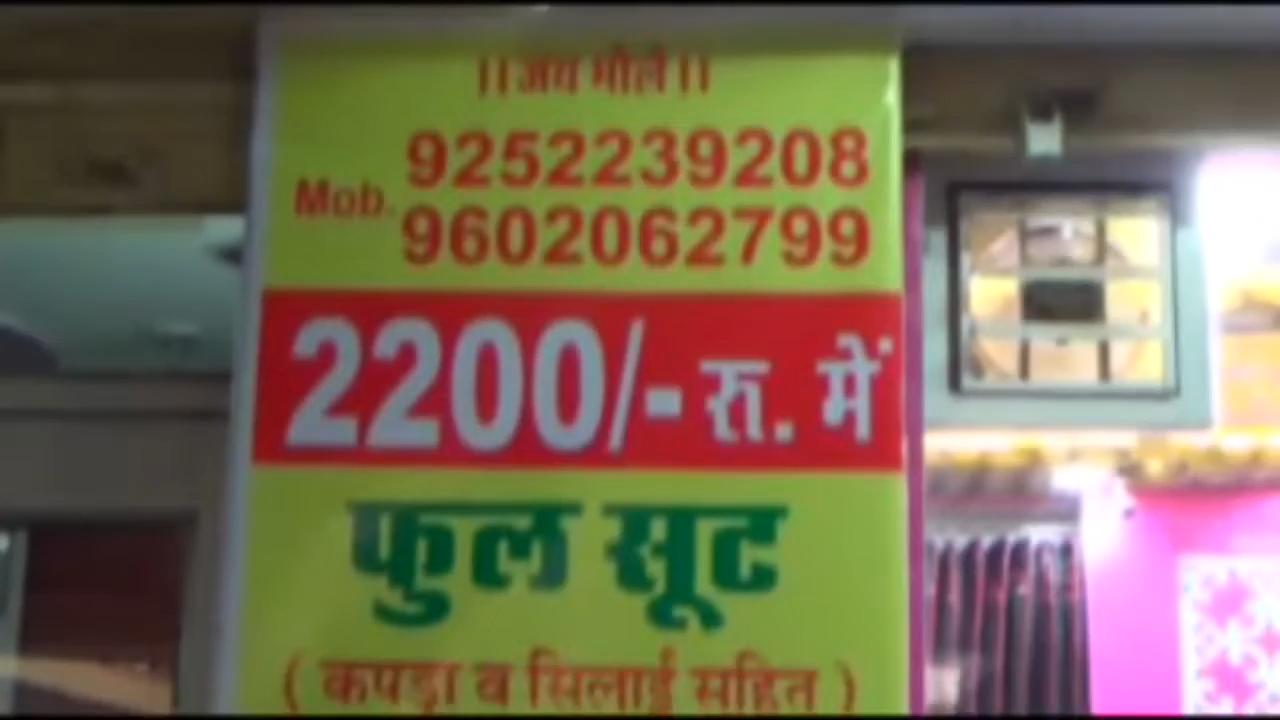 ।।जय भोले।।
9252239208
Mob.
9602062799
2200/- रु. में
फुल सूट
( कपड़ा व सिलाई सहित )